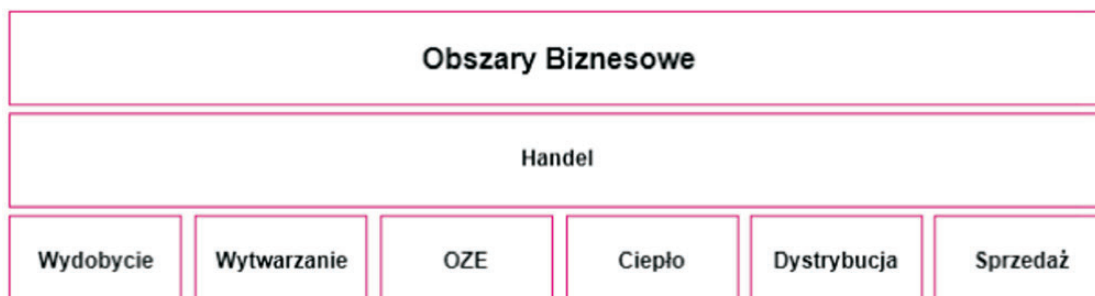 Obszary Biznesowe
Handel
Wydobycie Wytwarzanie OZE Ciepło Dystrybucja Sprzedaż